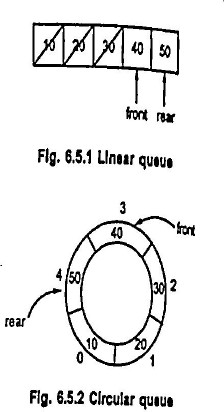 10 20 30 40 50
front rear
Fig. 6.5.1 Linear queue
3
40
front
4 50
30 2
rear
10 20
0 1
Fig. 6.5.2 Circular queue